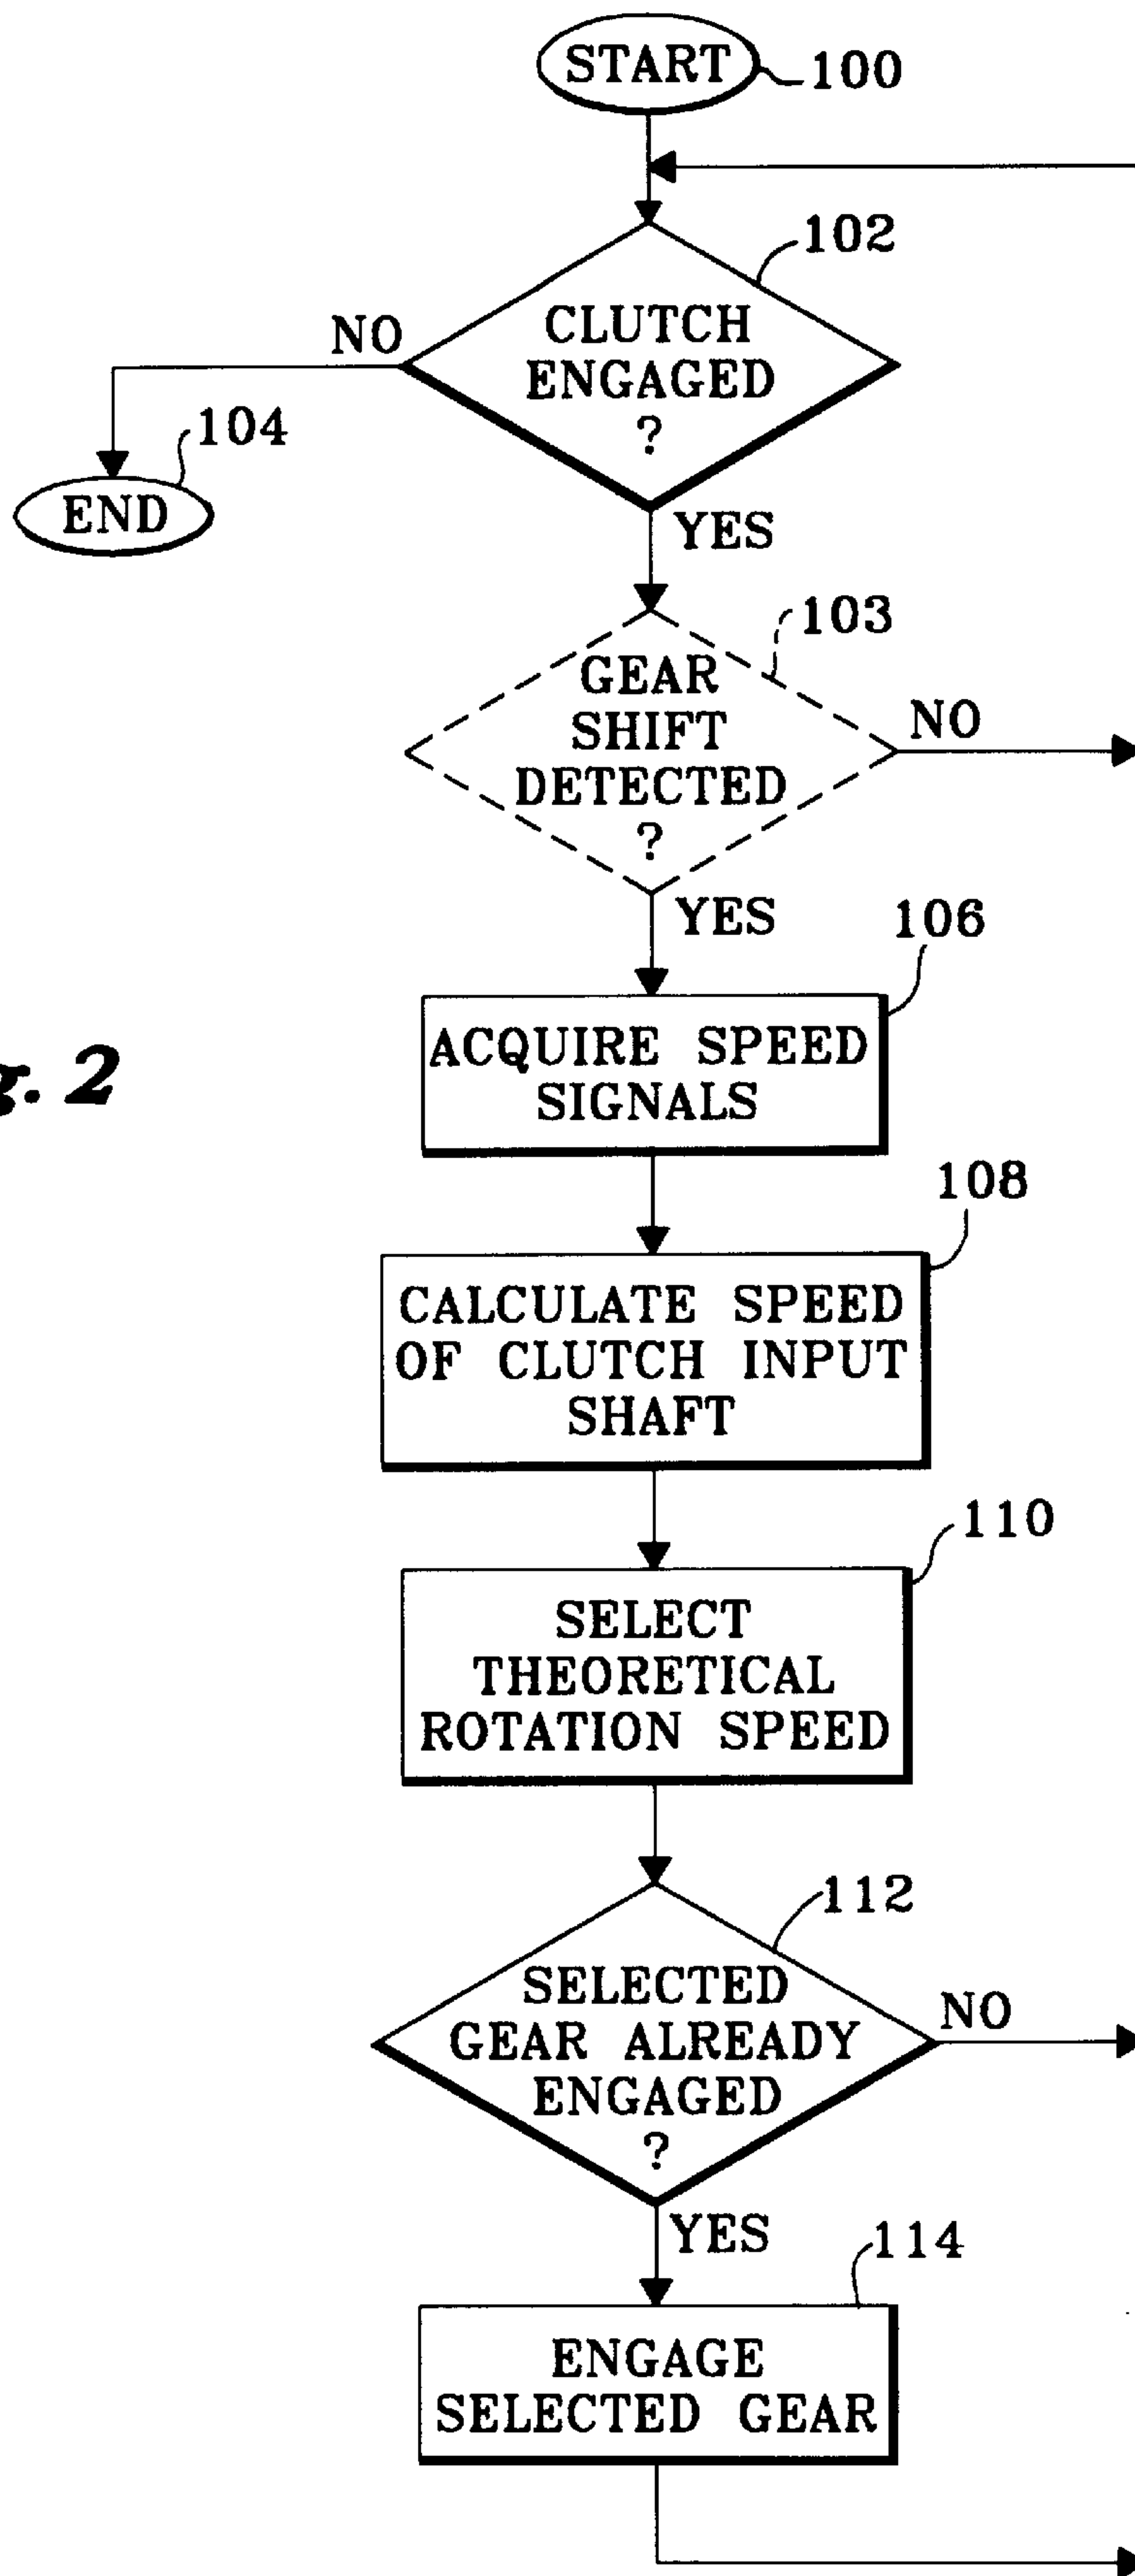 START
100
102
CLUTCH
ENGAGED
?
NO
104
END
YES
103
GEAR
SHIFT
DETECTED
?
NO
YES
106
ACQUIRE SPEED
SIGNALS
g. 2
108
CALCULATE SPEED
OF CLUTCH INPUT
SHAFT
110
SELECT
THEORETICAL
ROTATION SPEED
112
SELECTED
GEAR ALREADY
ENGAGED
?
NO
YES
114
ENGAGE
SELECTED GEAR